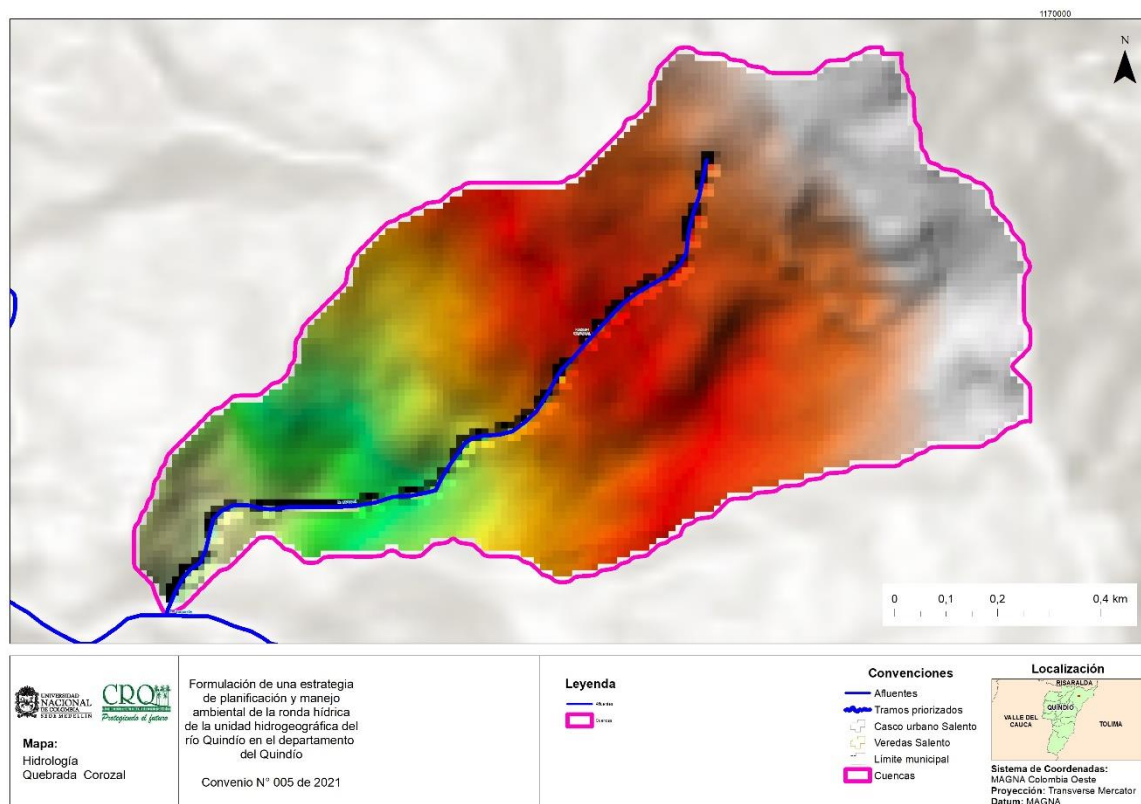 1170000
N
0
0,1
0,2
0,4 km
UNIVERSIDAD
NACIONAL
DE COLOMBIA
SEDE MEDELLÍN
CRQ
Protegiendo el futuro
Mapa:
Hidrología
Quebrada Corozal
Formulación de una estrategia
de planificación y manejo
ambiental de la ronda hídrica
de la unidad hidrogeográfica del
río Quindío en el departamento
del Quindío
Convenio N° 005 de 2021
Leyenda
Afluentes
Cuencas
Convenciones
Afluentes
Tramos priorizados
Casco urbano Salento
Veredas Salento
Límite municipal
Cuencas
Localización
RISARALDA
QUINDÍO
VALLE DEL
CAUCA
TOLIMA
Sistema de Coordenadas:
MAGNA Colombia Oeste
Proyección: Transverse Mercator
Datum: MAGNA